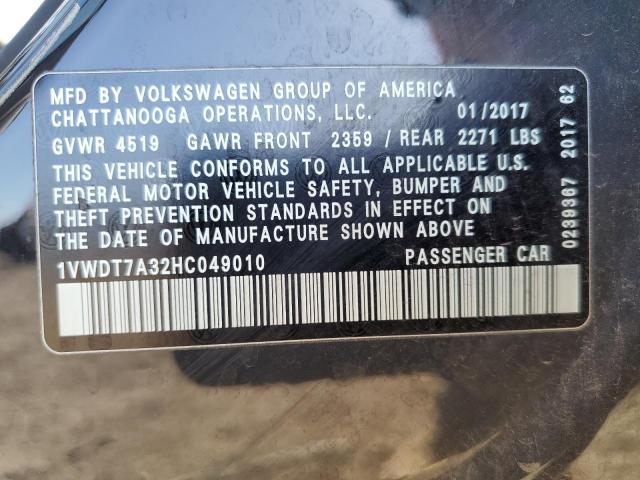 MFD BY VOLKSWAGEN GROUP OF AMERICA
CHATTANOOGA OPERATIONS, LLC. 01/2017
GVWR 4519 GAWR FRONT 2359 / REAR 2271 LBS
THIS VEHICLE CONFORMS TO ALL APPLICABLE U.S.
FEDERAL MOTOR VEHICLE SAFETY, BUMPER AND
THEFT PREVENTION STANDARDS IN EFFECT ON
THE DATE OF MANUFACTURE SHOWN ABOVE
1VWDT7A32HC049010 PASSENGER CAR
0239367 2017 62